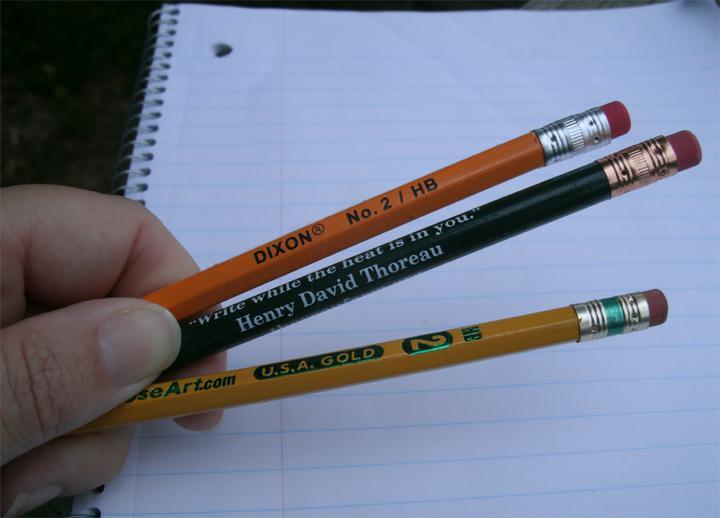 DIXON® No. 2 / HB
"Write while the heat is in you."
Henry David Thoreau
seArt.com U.S.A. GOLD 2 HB